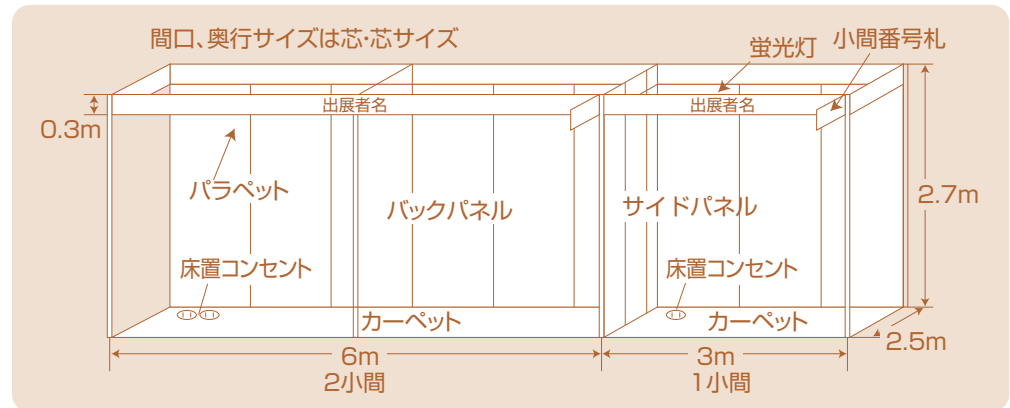 間口、奥行サイズは芯・芯サイズ
蛍光灯
小間番号札
出展者名
出展者名
0.3m
パラペット
バックパネル
サイドパネル
2.7m
床置コンセント
床置コンセント
カーペット
カーペット
2.5m
6m
3m
2小間
1小間